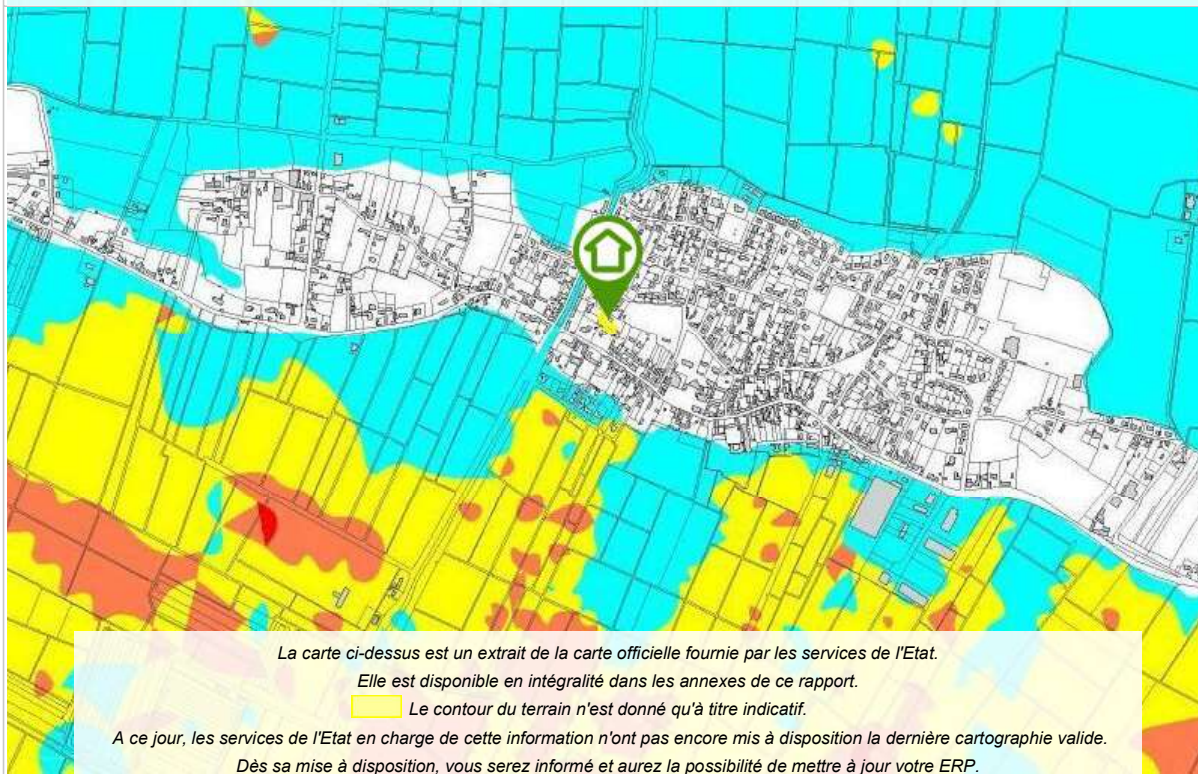 La carte ci-dessus est un extrait de la carte officielle fournie par les services de l'Etat.
Elle est disponible en intégralité dans les annexes de ce rapport.
Le contour du terrain n'est donné qu'à titre indicatif.
A ce jour, les services de l'Etat en charge de cette information n'ont pas encore mis à disposition la dernière cartographie valide.
Dès sa mise à disposition, vous serez informé et aurez la possibilité de mettre à jour votre ERP.